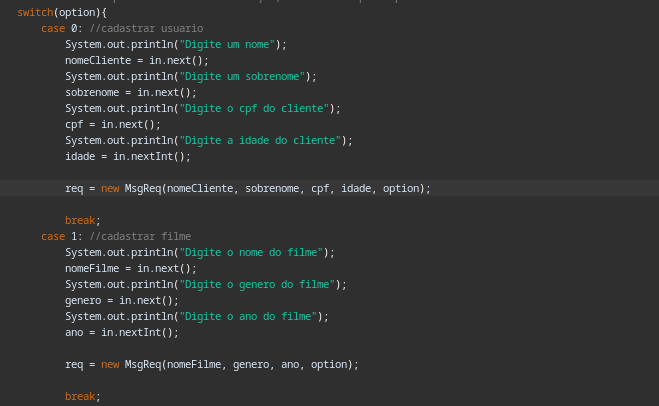 switch(option){
case 0: //cadastrar usuario
System.out.println("Digite um nome");
nomeCliente = in.next();
System.out.println("Digite um sobrenome");
sobrenome = in.next();
System.out.println("Digite o cpf do cliente");
cpf = in.next();
System.out.println("Digite a idade do cliente");
idade = in.nextInt();
req = new MsgReq(nomeCliente, sobrenome, cpf, idade, option);
break;
case 1: //cadastrar filme
System.out.println("Digite o nome do filme");
nomeFilme = in.next();
System.out.println("Digite o genero do filme");
genero = in.next();
System.out.println("Digite o ano do filme");
ano = in.nextInt();
req = new MsgReq(nomeFilme, genero, ano, option);
break;